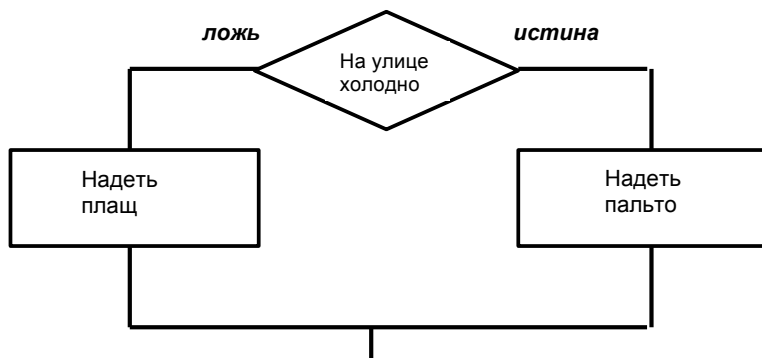 ложь
истина
На улице
холодно
Надеть
плащ
Надеть
пальто